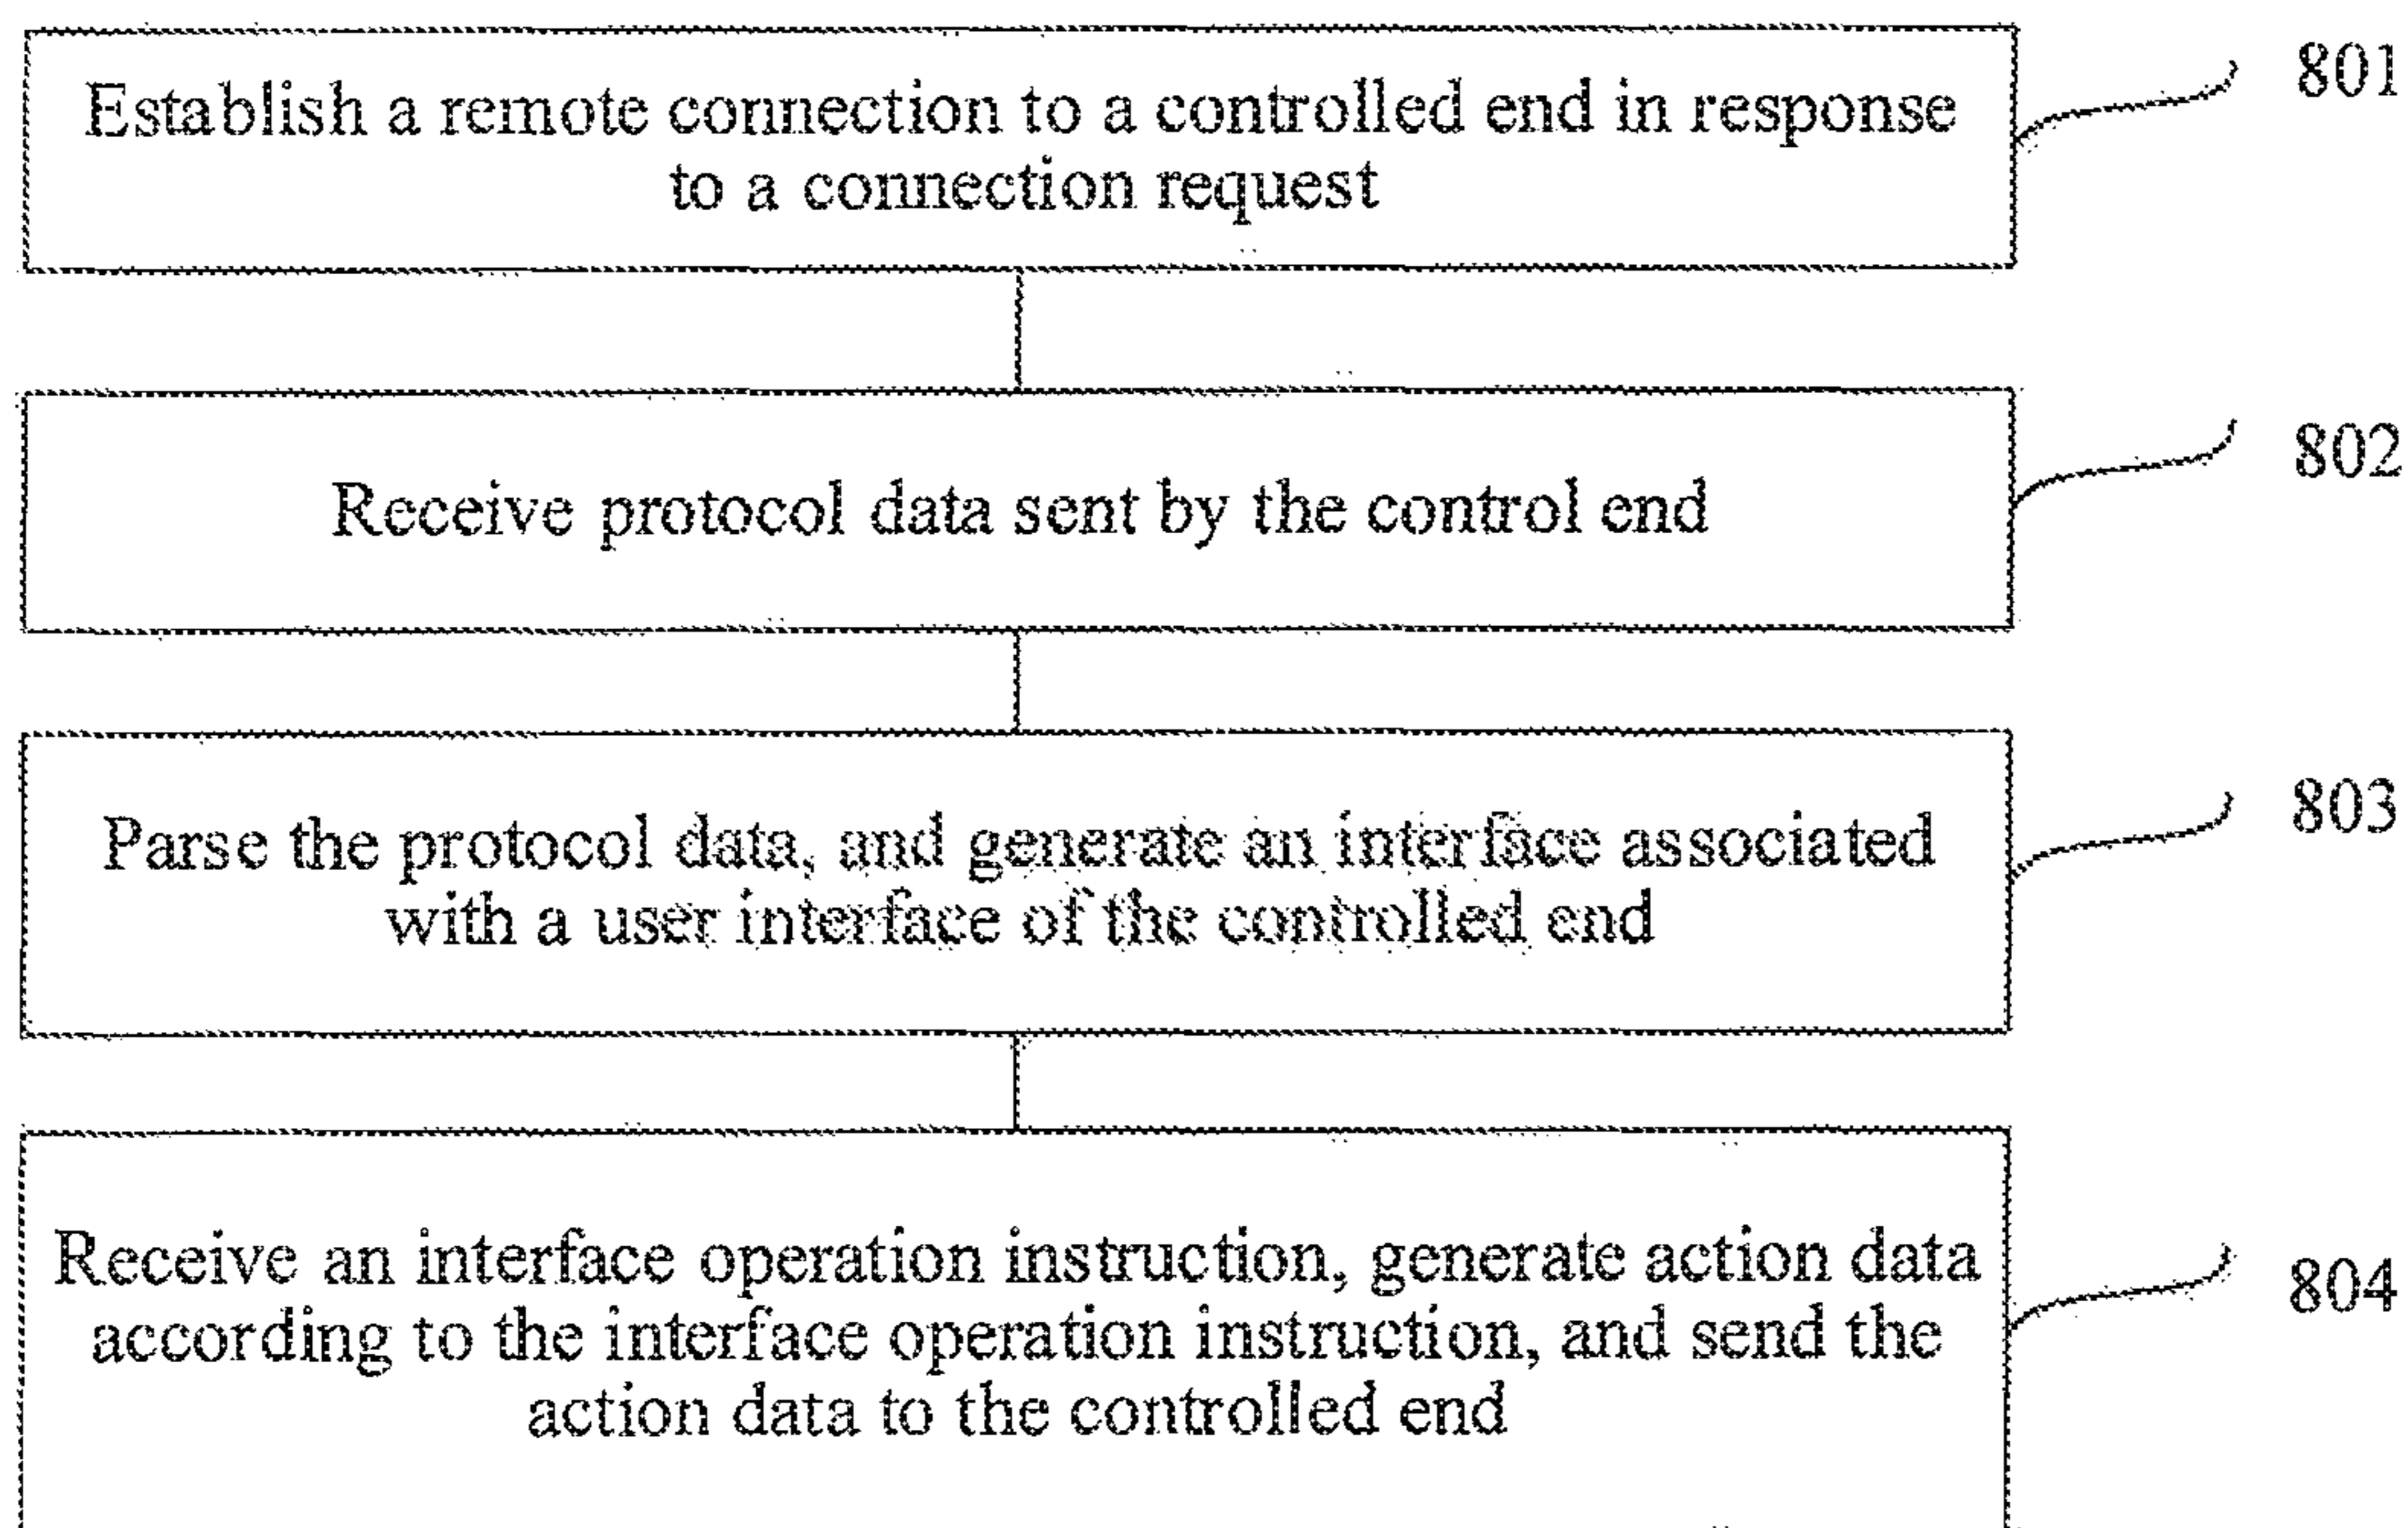 Establish a remote connection to a controlled end in response
to a connection request
801
Receive protocol data sent by the control end
802
Parse the protocol data, and generate an interface associated
with a user interface of the controlled end
803
Receive an interface operation instruction, generate action data
according to the interface operation instruction, and send the
action data to the controlled end
804